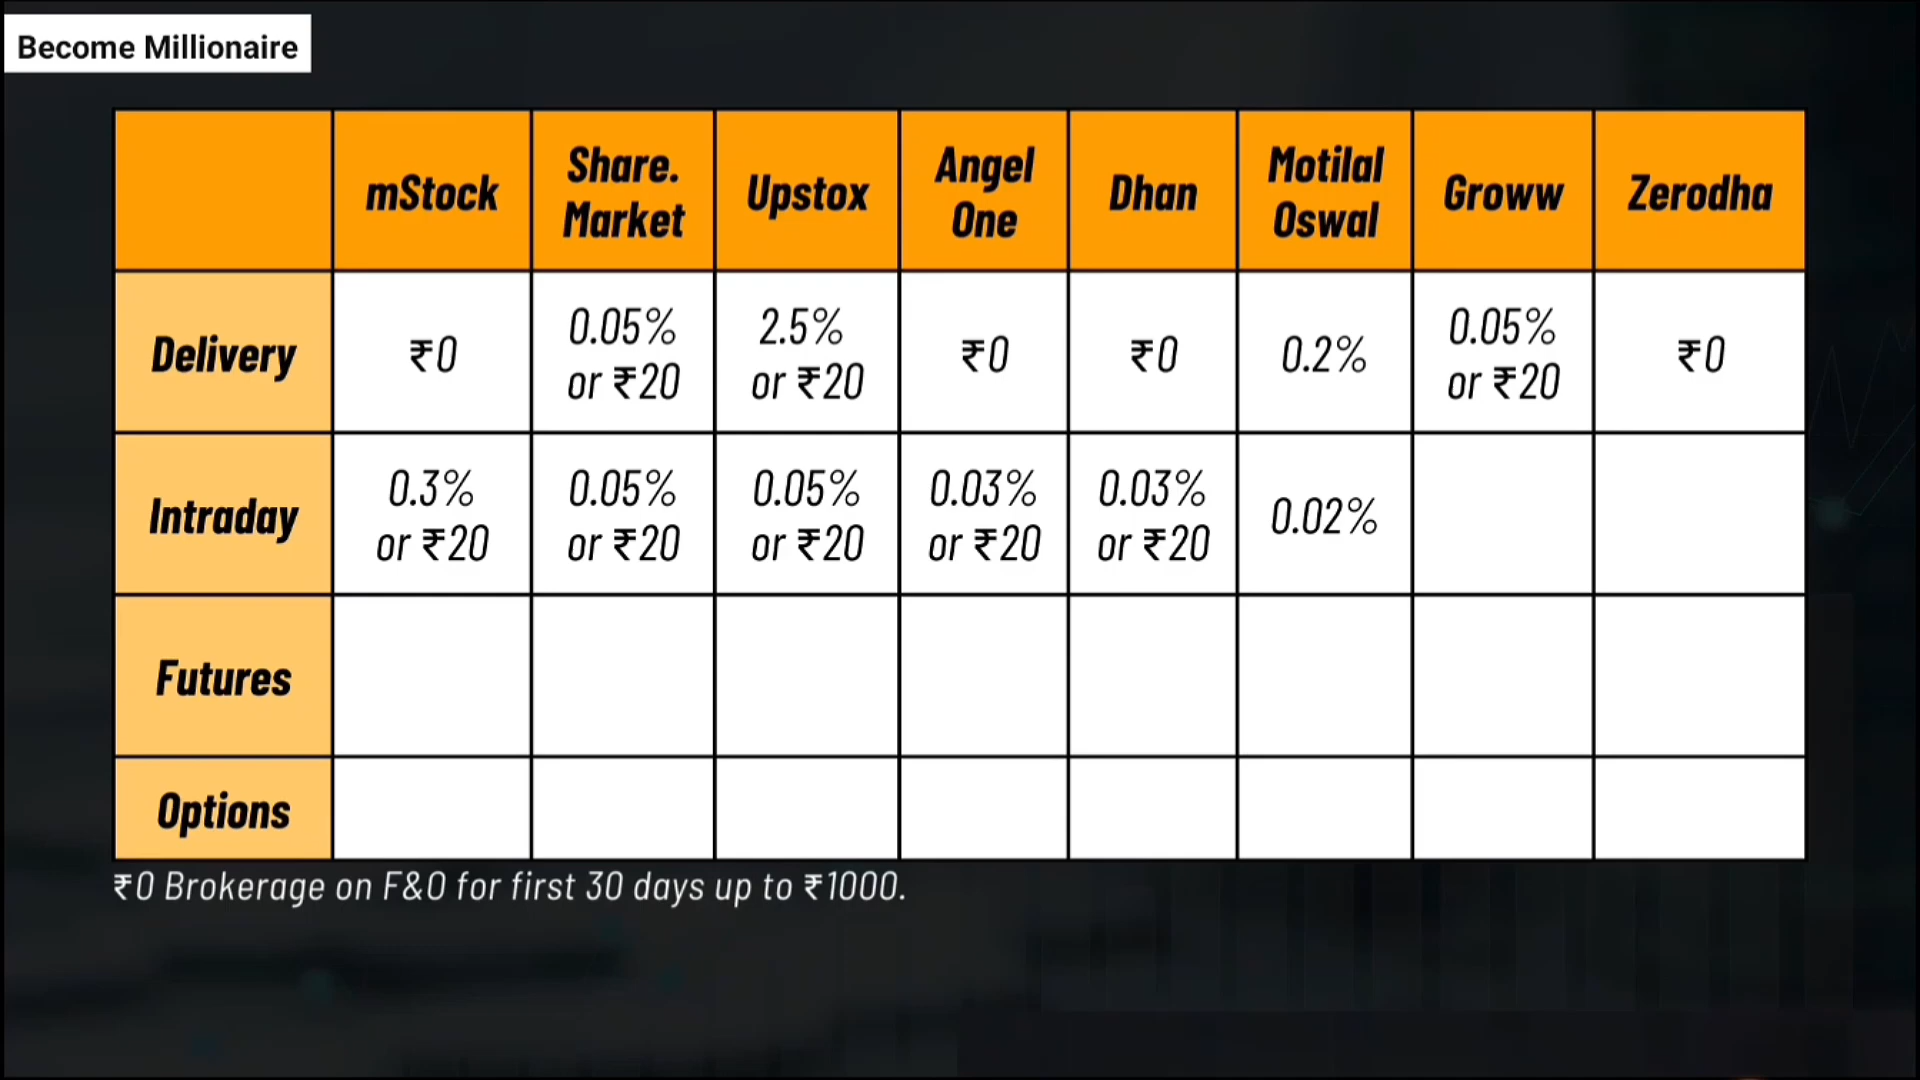 Become Millionaire
mStock
Share.
Market
Upstox
Angel
One
Dhan
Motilal
Oswal
Groww
Zerodha
Delivery
₹0
0.05%
or ₹20
2.5%
or ₹20
₹0
₹0
0.2%
0.05%
or ₹20
₹0
Intraday
0.3%
or ₹20
0.05%
or ₹20
0.05%
or ₹20
0.03%
or ₹20
0.03%
or ₹20
0.02%
Futures
Options
₹0 Brokerage on F&O for first 30 days up to ₹1000.